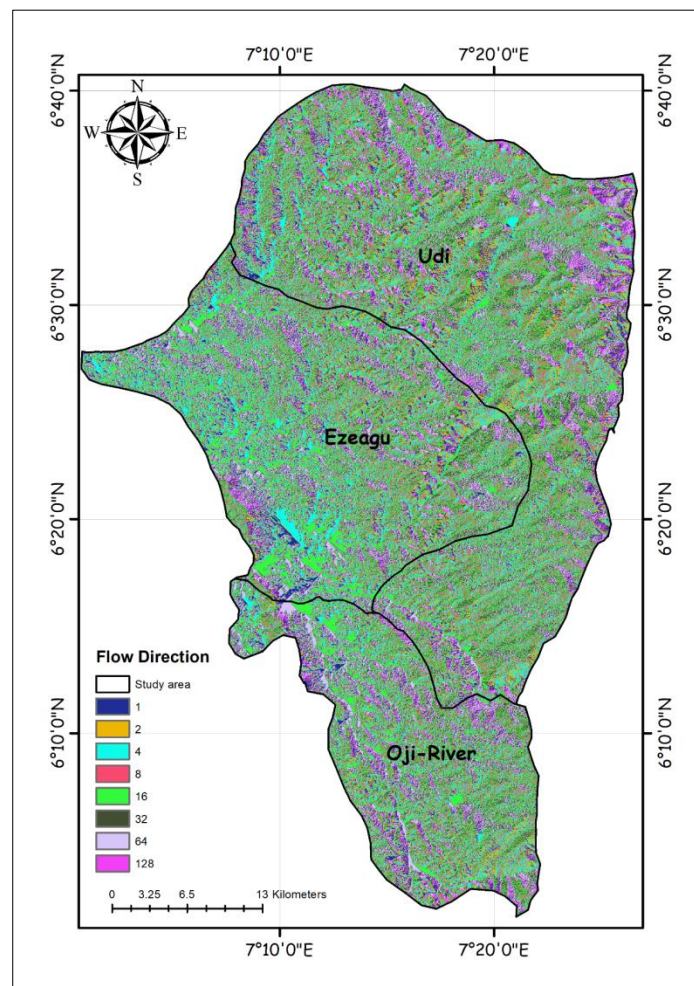 7°10'0"E 7°20'0"E
6°40'0"N 6°40'0"N
N
W E
S
Udi
6°30'0"N 6°30'0"N
Ezeagu
6°20'0"N 6°20'0"N
Flow Direction
Study area
1
2
4
8
16
32
64
128
6°10'0"N 6°10'0"N
Oji-River
0 3.25 6.5 13 Kilometers
7°10'0"E 7°20'0"E